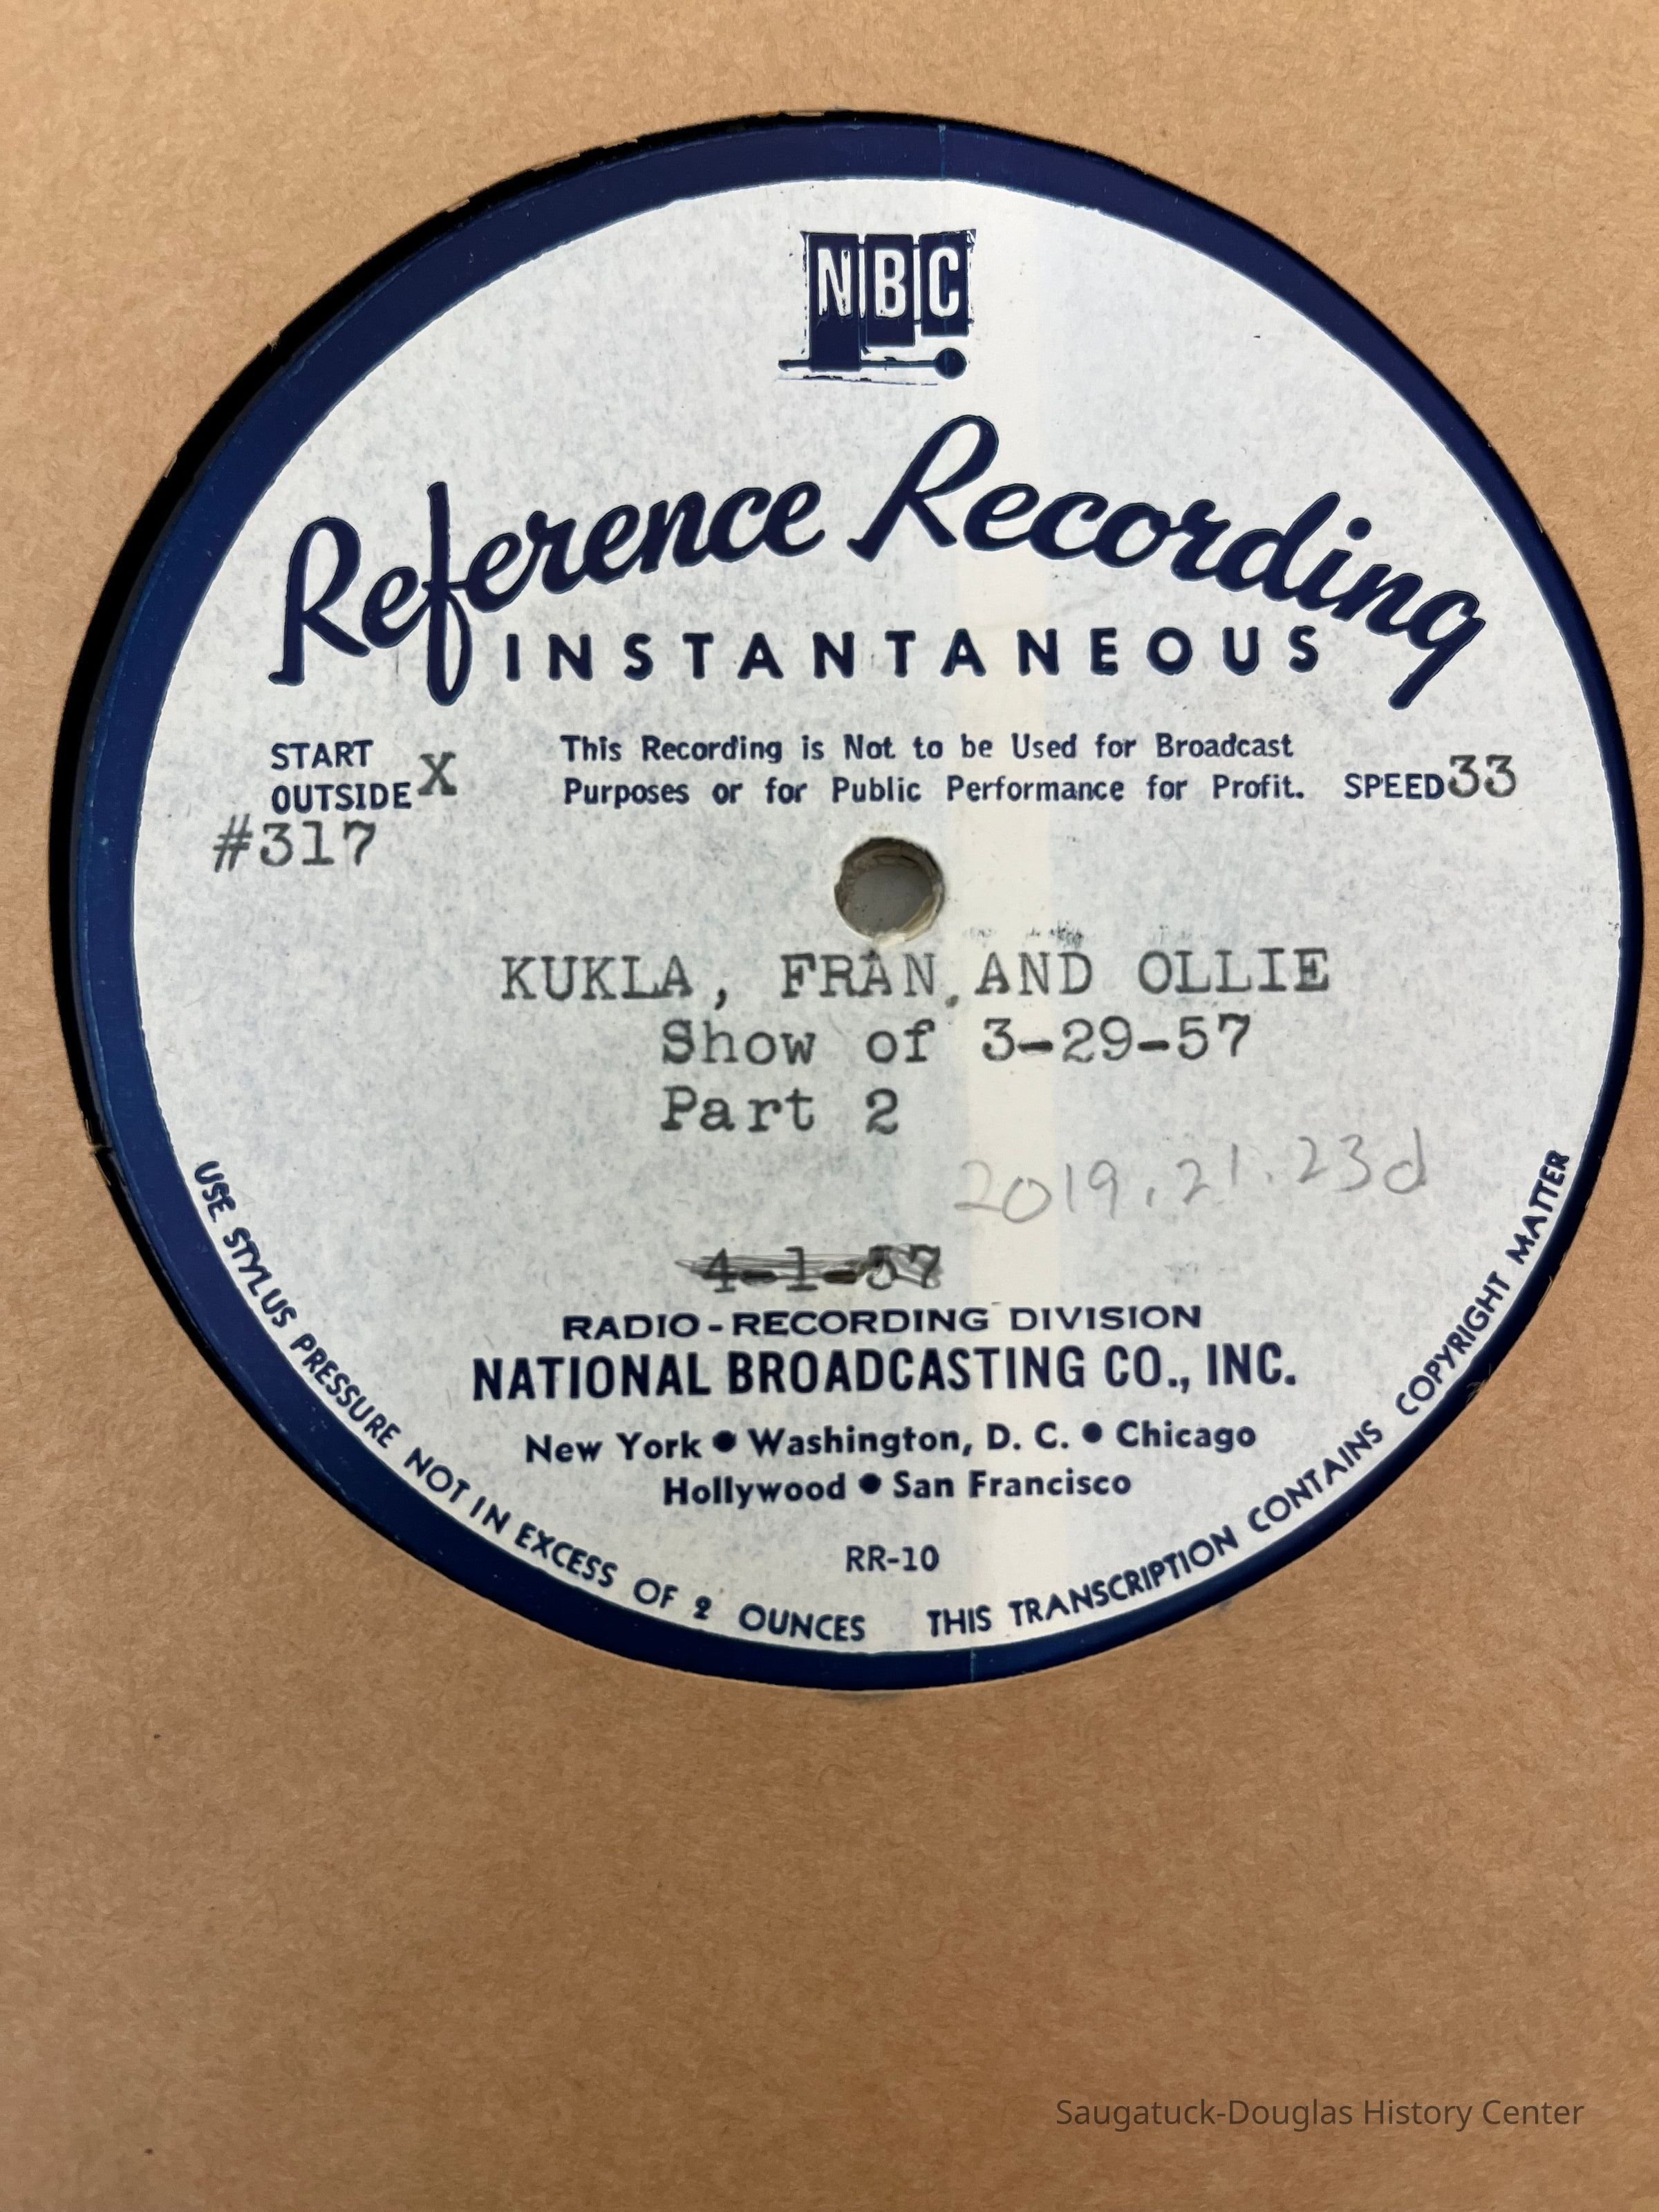 NBC
Reference Recording
INSTANTANEOUS
START
OUTSIDE X
This Recording is Not to be Used for Broadcast
Purposes or for Public Performance for Profit.
SPEED 33
#317
KUKLA, FRAN AND OLLIE
Show of 3-29-57
Part 2
2019.21.23d
4-1-57
RADIO-RECORDING DIVISION
NATIONAL BROADCASTING CO., INC.
New York • Washington, D. C. • Chicago
Hollywood • San Francisco
RR-10
USE STYLUS PRESSURE NOT IN EXCESS OF 2 OUNCES
THIS TRANSCRIPTION CONTAINS COPYRIGHT MATTER
Saugatuck-Douglas History Center